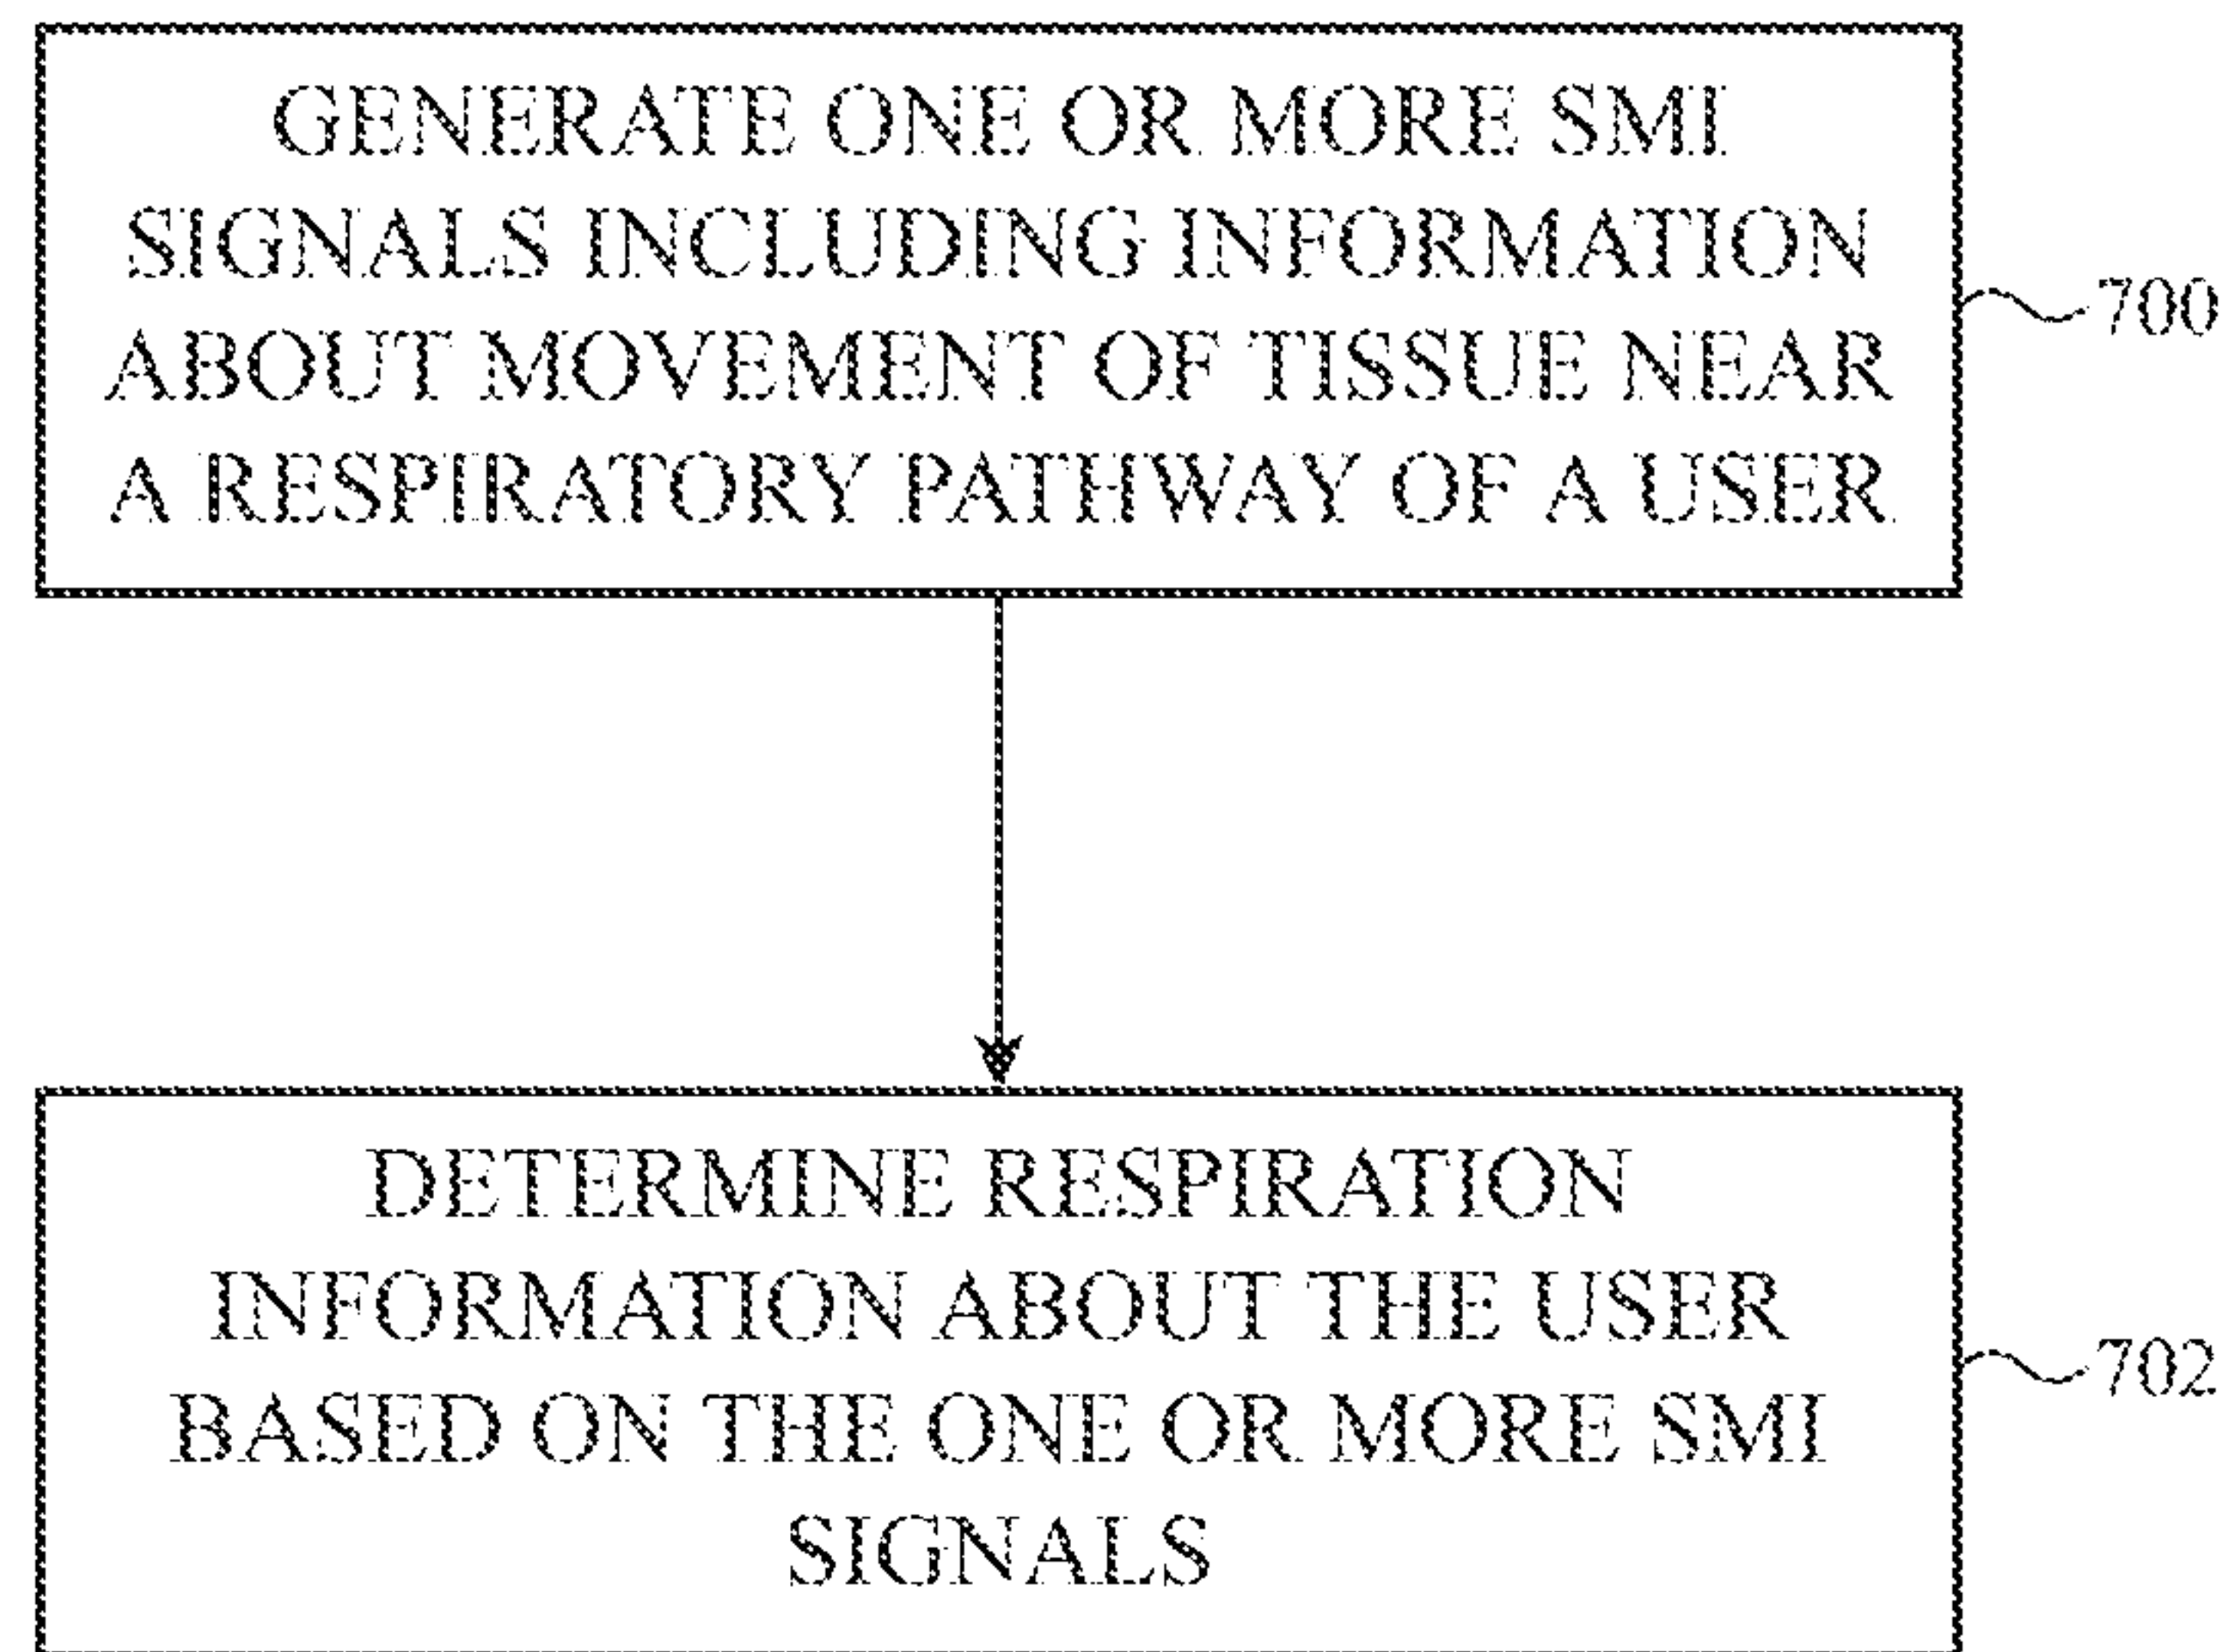 GENERATE ONE OR MORE SMI
SIGNALS INCLUDING INFORMATION
ABOUT MOVEMENT OF TISSUE NEAR
A RESPIRATORY PATHWAY OF A USER
700
DETERMINE RESPIRATION
INFORMATION ABOUT THE USER
BASED ON THE ONE OR MORE SMI
SIGNALS
702